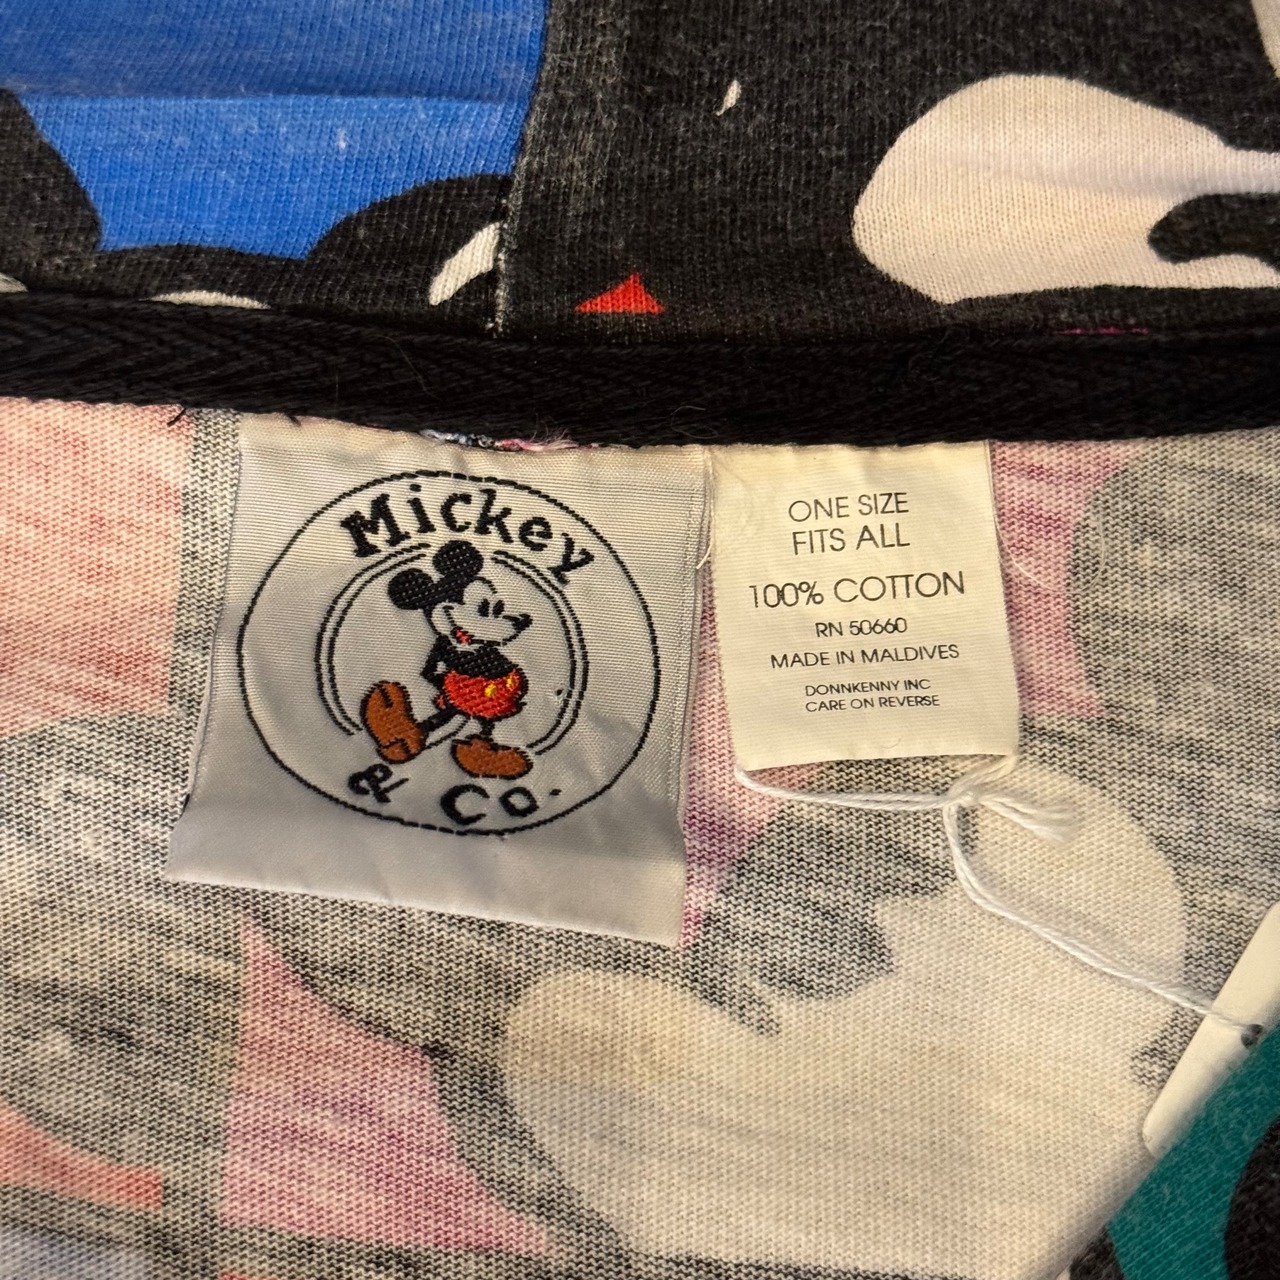 Mickey
& Co.
ONE SIZE
FITS ALL
100% COTTON
RN 50660
MADE IN MALDIVES
DONNKENNY INC
CARE ON REVERSE